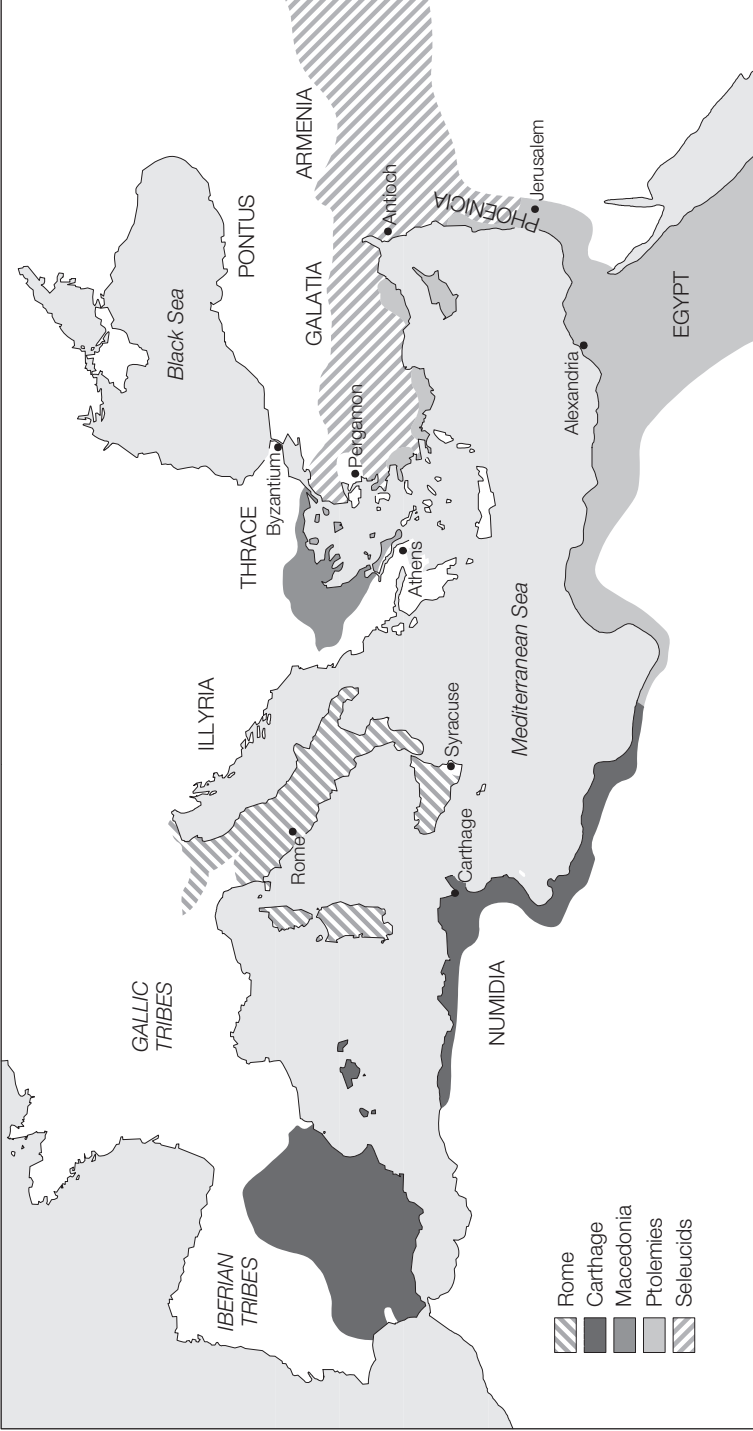 GALLIC
TRIBES
IBERIAN
TRIBES
ILLYRIA
THRACE
Byzantium
Black Sea
PONTUS
ARMENIA
GALATIA
Pergamon
Antioch
Athens
Rome
Syracuse
Carthage
NUMIDIA
Mediterranean Sea
PHOENICIA
Jerusalem
Alexandria
EGYPT
Rome
Carthage
Macedonia
Ptolemies
Seleucids